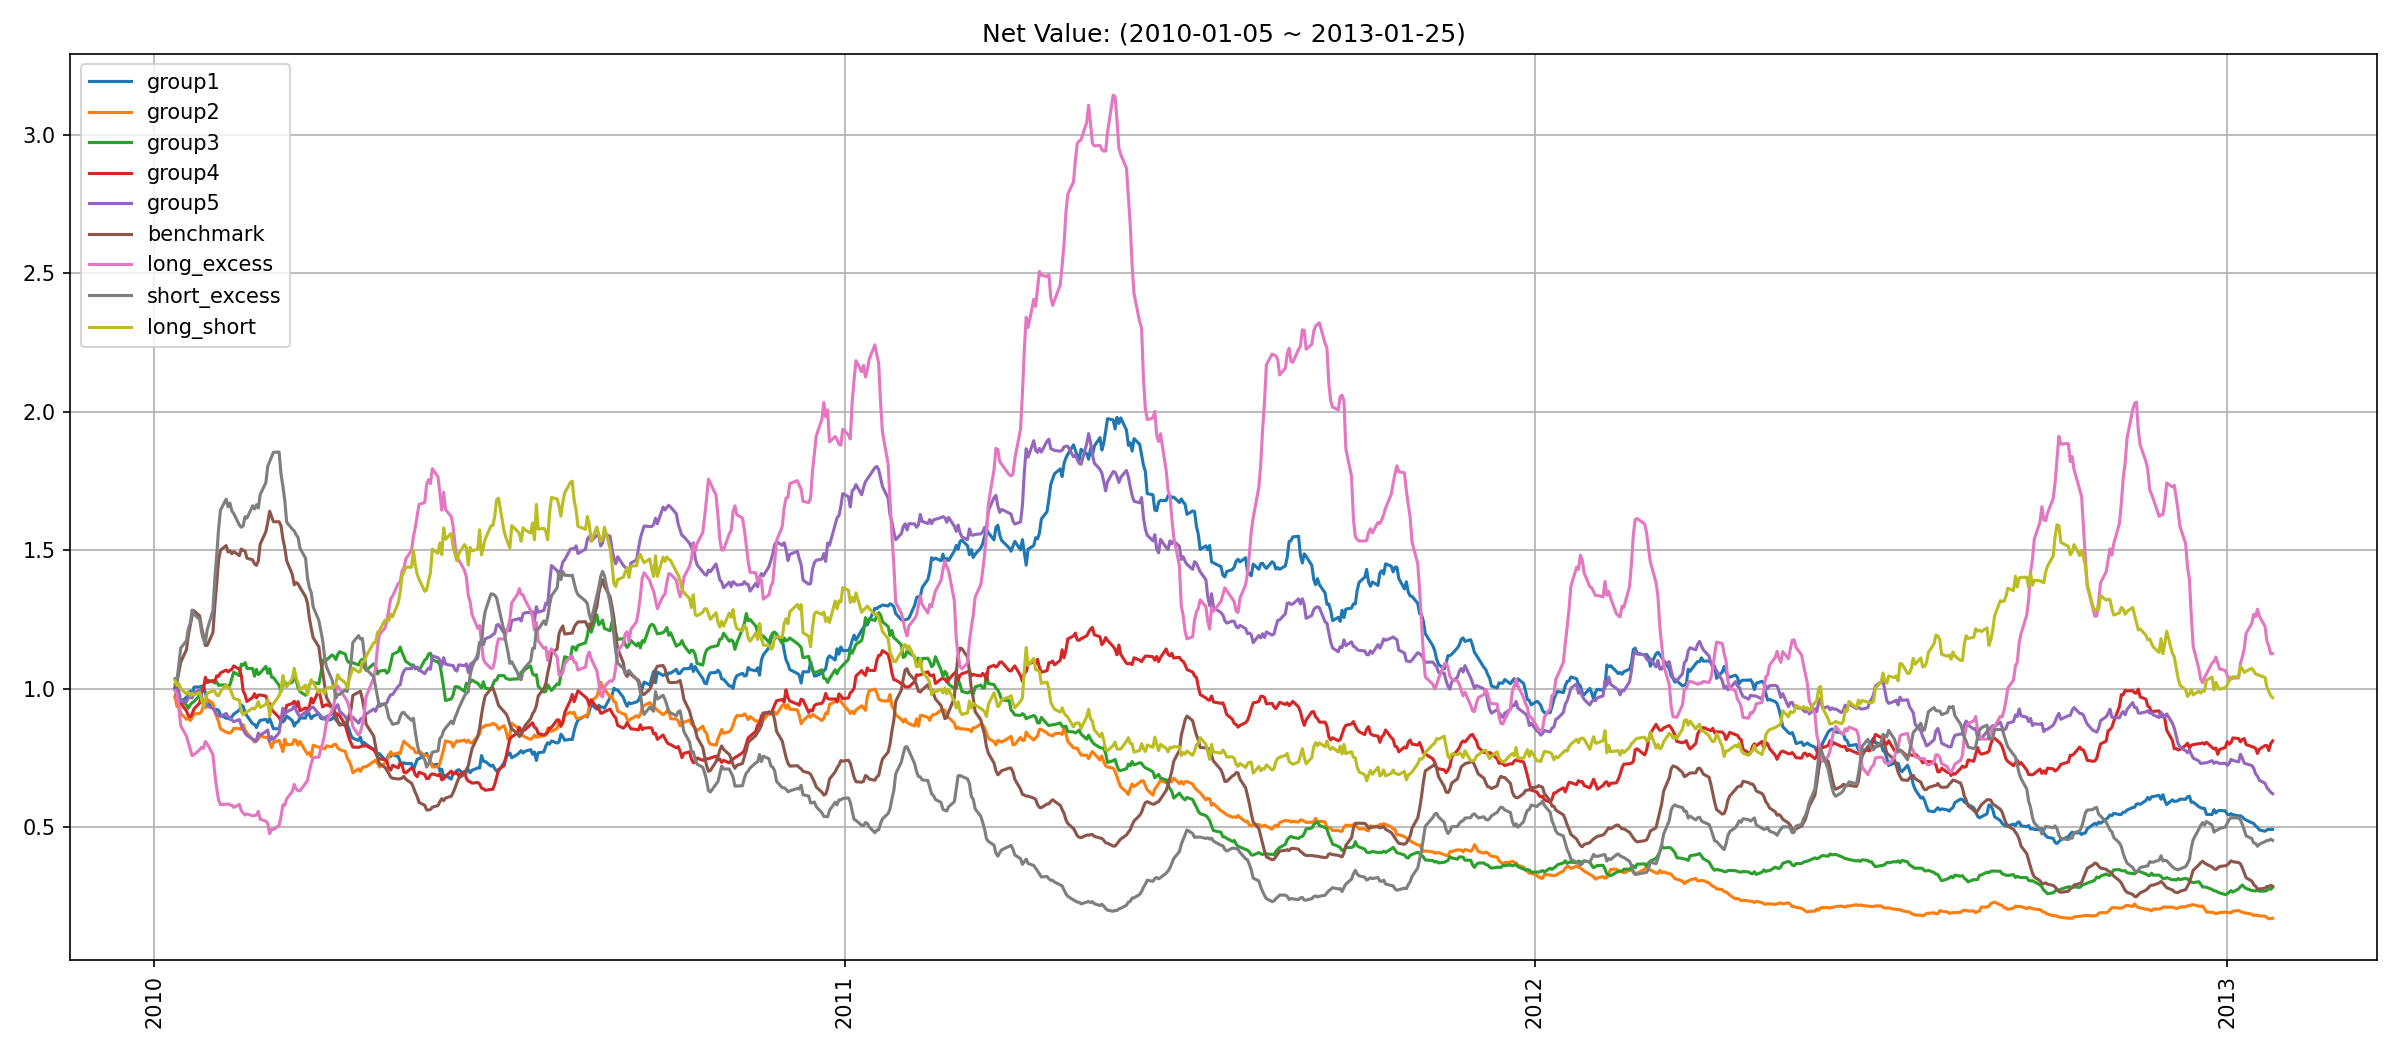 Net Value: (2010-01-05 ~ 2013-01-25)
group1
group2
group3
group4
group5
benchmark
long_excess
short_excess
long_short
3.0
2.5
2.0
1.5
1.0
0.5
2010
2011
2012
2013